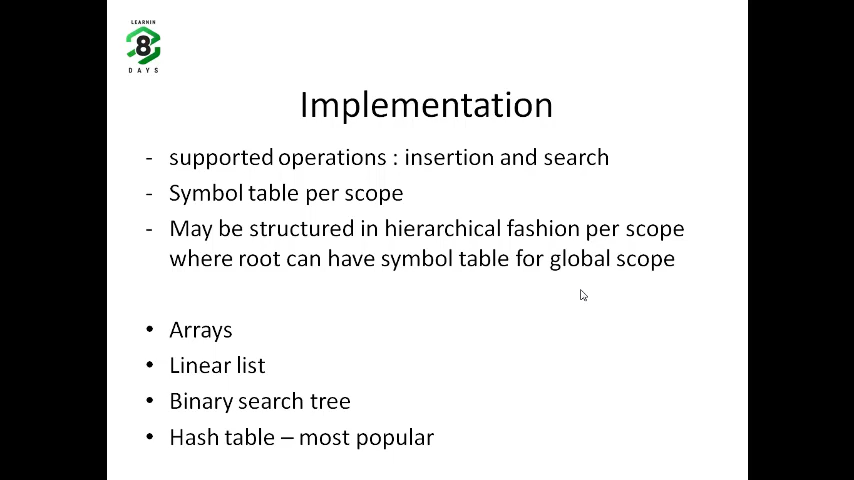 LEARNIN
8
DAYS
Implementation
- supported operations : insertion and search
- Symbol table per scope
- May be structured in hierarchical fashion per scope
where root can have symbol table for global scope
• Arrays
• Linear list
• Binary search tree
• Hash table – most popular